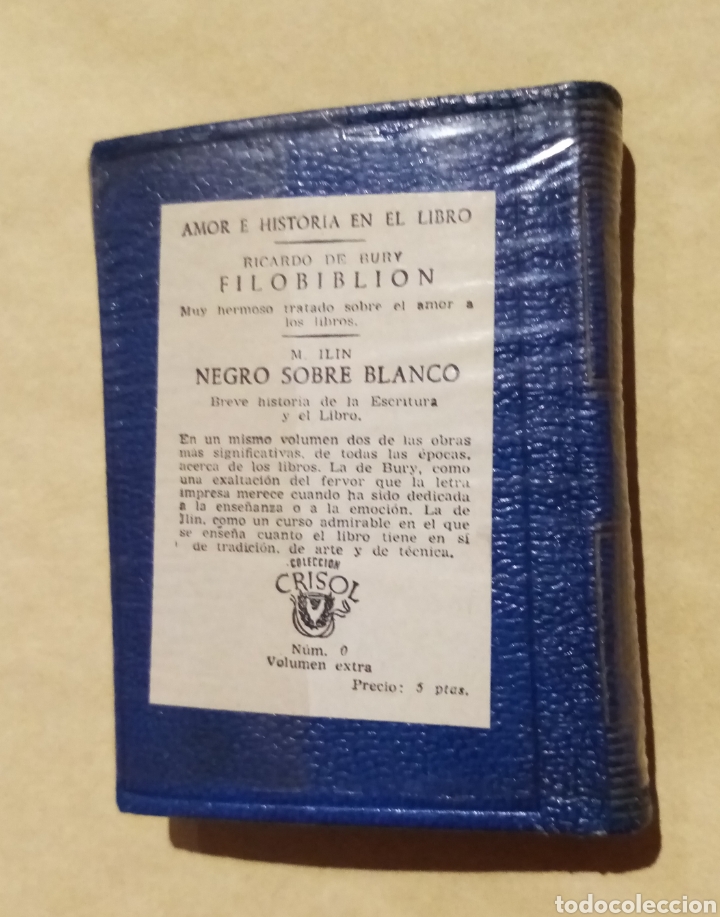 AMOR E HISTORIA EN EL LIBRO
RICARDO DE BURY
FILOBIBLION
Muy hermoso tratado sobre el amor a
los libros.
M. ILIN
NEGRO SOBRE BLANCO
Breve historia de la Escritura
y el Libro.
En un mismo volumen dos de las obras
más significativas, de todas las épocas,
acerca de los libros. La de Bury, como
una exaltación del fervor que la letra
impresa merece cuando ha sido dedicada
a la enseñanza o a la emoción. La de
Ilin, como un curso admirable en el que
se enseña cuanto el libro tiene en sí
de tradición, de arte y de técnica.
COLECCION
CRISOL
Núm. 0
Volumen extra
Precio: 5 ptas.
todocoleccion